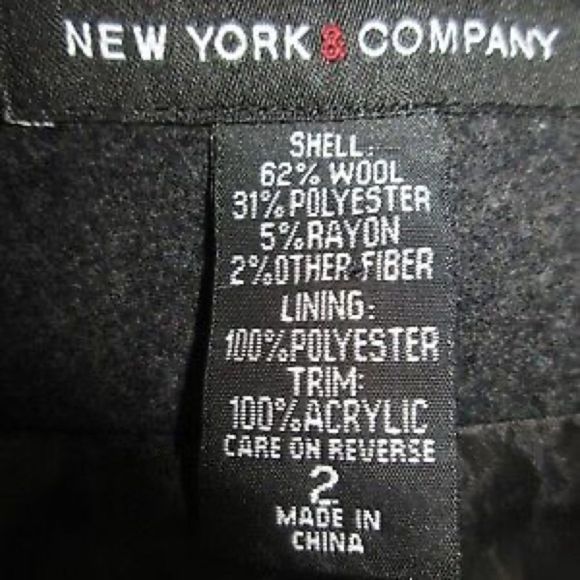 NEW YORK & COMPANY
SHELL:
62% WOOL
31% POLYESTER
5% RAYON
2% OTHER FIBER
LINING:
100% POLYESTER
TRIM:
100% ACRYLIC
CARE ON REVERSE
2
MADE IN
CHINA